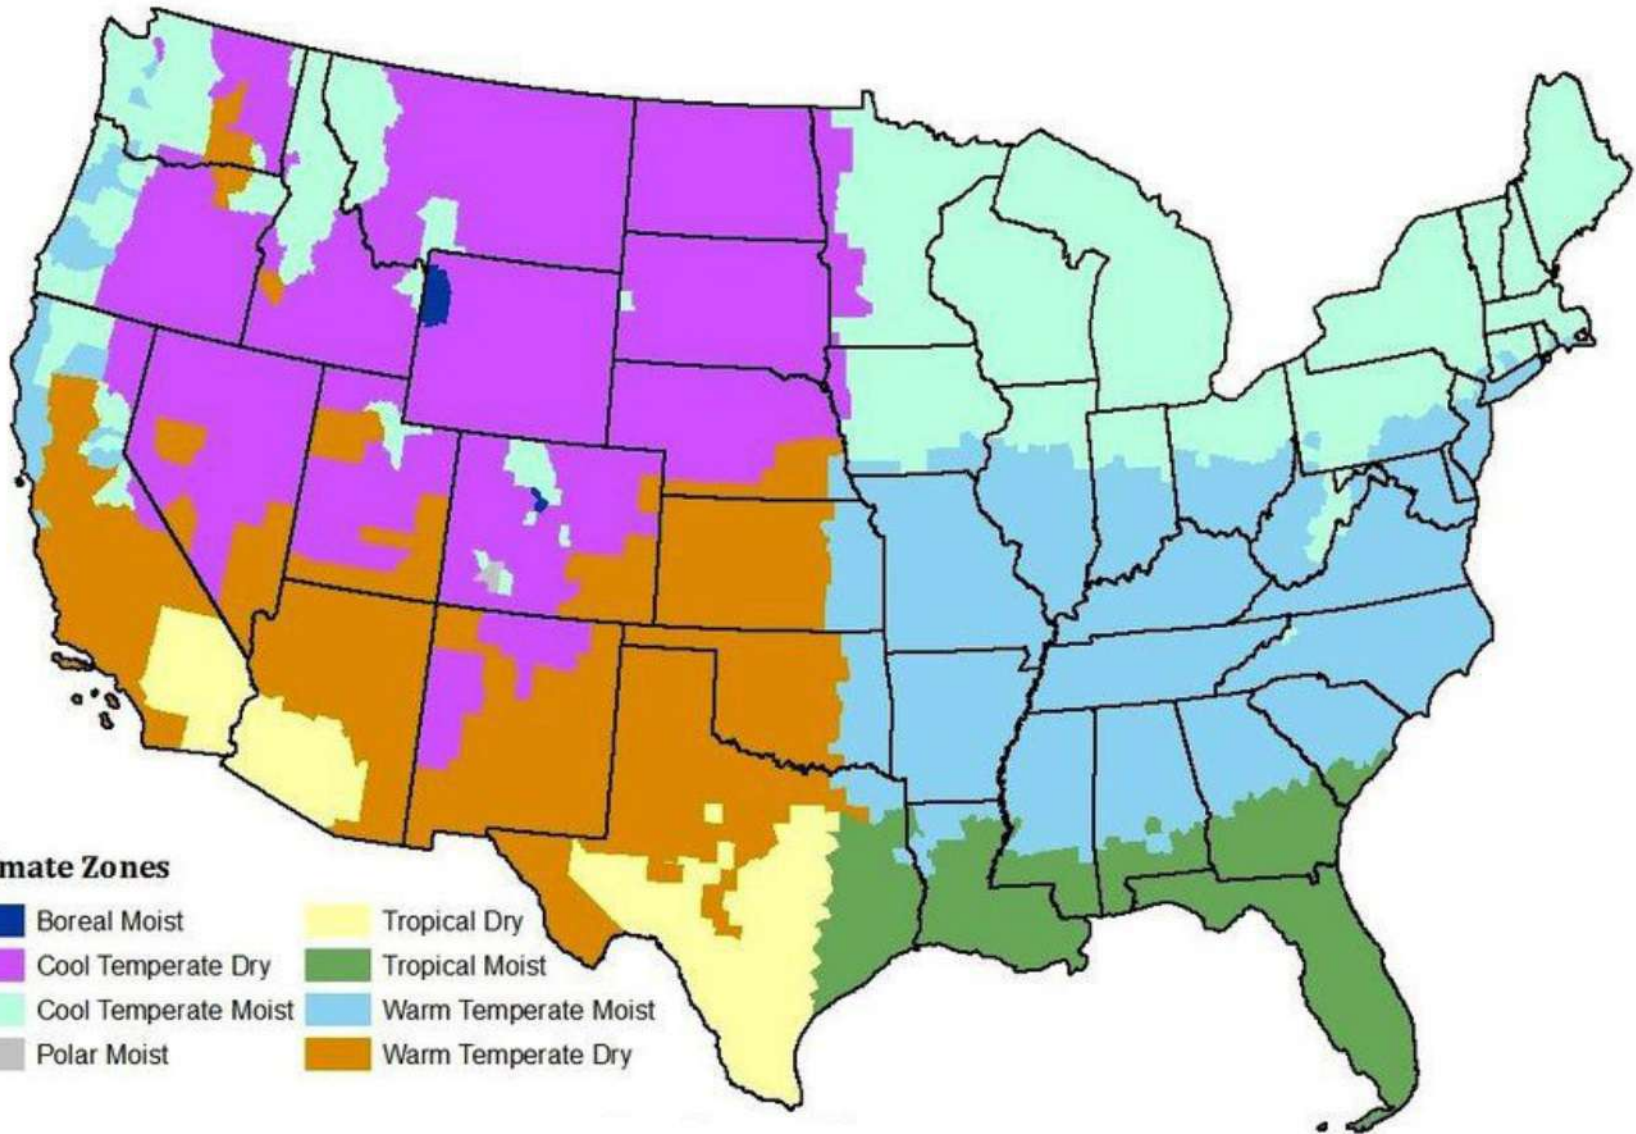 mate Zones
Boreal Moist
Cool Temperate Dry
Cool Temperate Moist
Polar Moist
Tropical Dry
Tropical Moist
Warm Temperate Moist
Warm Temperate Dry